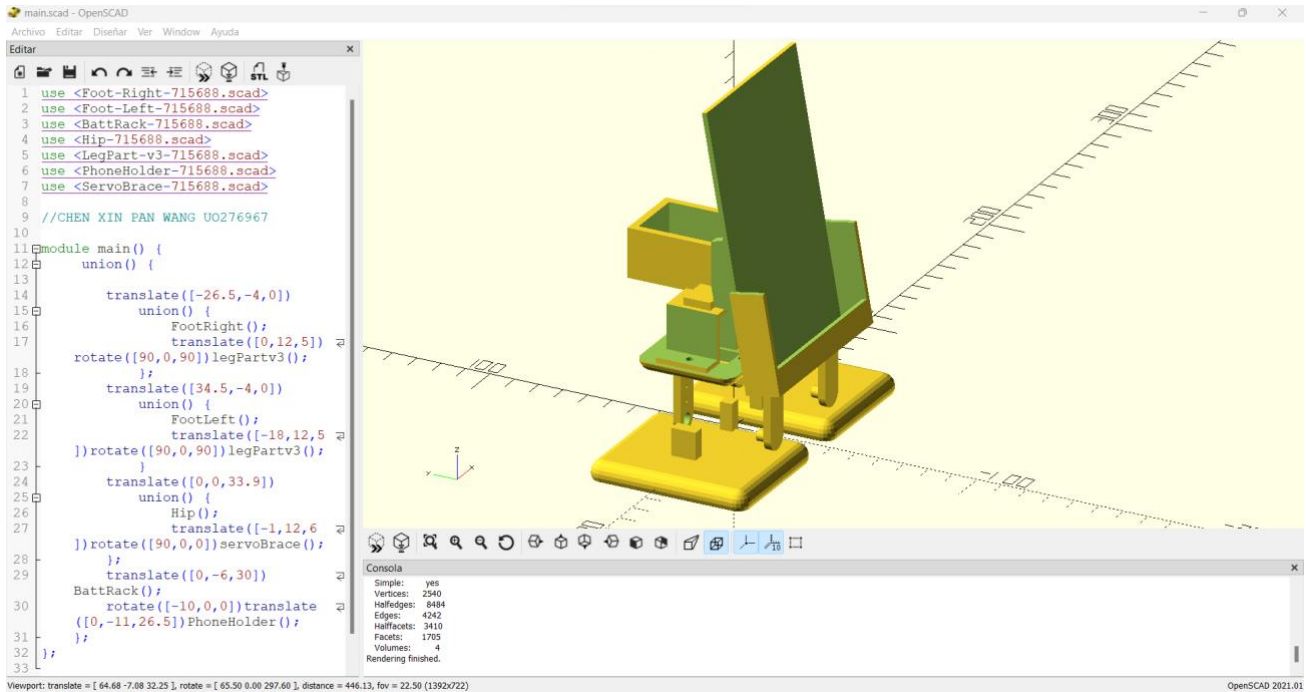 main.scad - OpenSCAD
Archivo Editar Diseñar Ver Window Ayuda
Editar
STL
1 use <Foot-Right-715688.scad>
2 use <Foot-Left-715688.scad>
3 use <BattRack-715688.scad>
4 use <Hip-715688.scad>
5 use <LegPart-v3-715688.scad>
6 use <PhoneHolder-715688.scad>
7 use <ServoBrace-715688.scad>
8
9 //CHEN XIN PAN WANG UO276967
10
11 module main() {
12 union() {
13
14 translate([-26.5,-4,0])
15 union() {
16 FootRight();
17 translate([0,12,5])
rotate([90,0,90])legPartv3();
18 };
19 translate([34.5,-4,0])
20 union() {
21 FootLeft();
22 translate([-18,12,5
])rotate([90,0,90])legPartv3();
23 }
24 translate([0,0,33.9])
25 union() {
26 Hip();
27 translate([-1,12,6
])rotate([90,0,0])servoBrace();
28 };
29 translate([0,-6,30])
BattRack();
30 rotate([-10,0,0])translate
([0,-11,26.5])PhoneHolder();
31 };
32 };
33
300
200
100
-100
10
Consola
Simple: yes
Vertices: 2540
Halfedges: 8484
Edges: 4242
Halffacets: 3410
Facets: 1705
Volumes: 4
Rendering finished.
Viewport: translate = [ 64.68 -7.08 32.25 ], rotate = [ 65.50 0.00 297.60 ], distance = 446.13, fov = 22.50 (1392x722)
OpenSCAD 2021.01